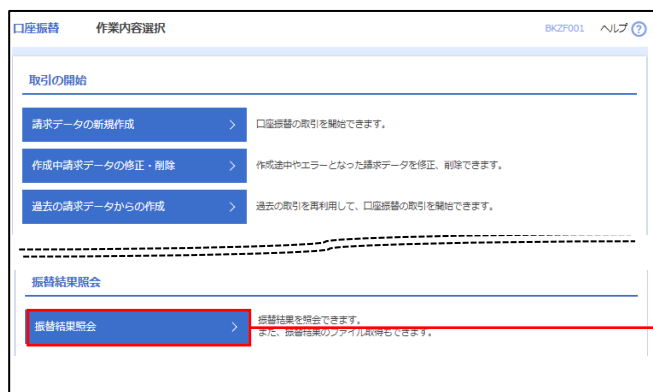 口座振替 作業内容選択 BKZF001 ヘルプ ?
取引の開始
請求データの新規作成 口座振替の取引を開始できます。
作成中請求データの修正・削除 作成途中やエラーとなった請求データを修正、削除できます。
過去の請求データからの作成 過去の取引を再利用して、口座振替の取引を開始できます。
振替結果照会
振替結果照会 振替結果を照会できます。
また、振替結果のファイル取得もできます。